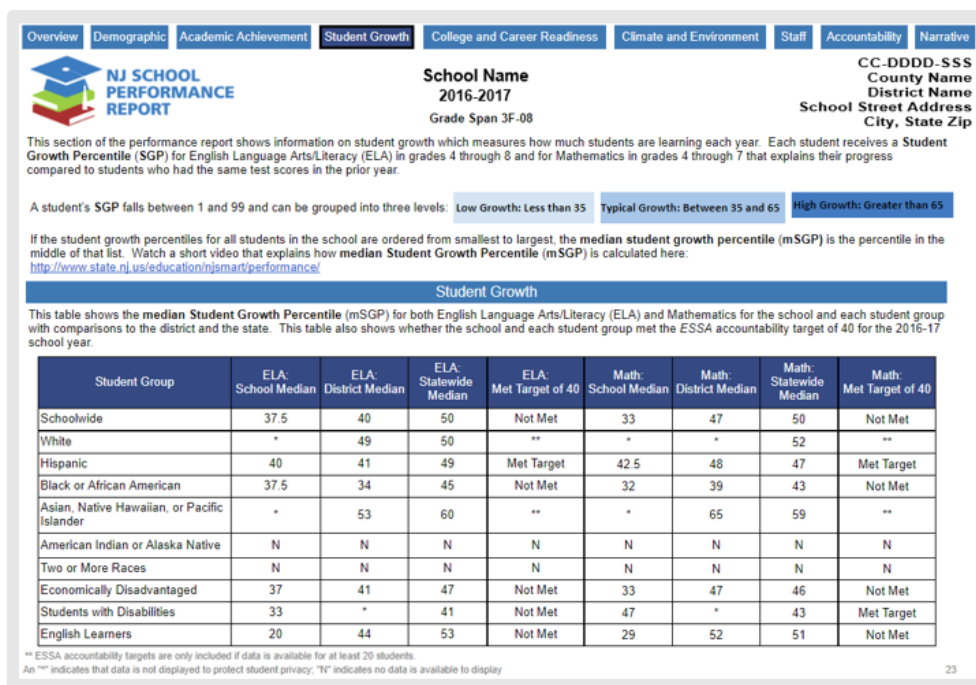 Overview Demographic Academic Achievement Student Growth College and Career Readiness Climate and Environment Staff Accountability Narrative
NJ SCHOOL
PERFORMANCE
REPORT
School Name
2016-2017
Grade Span 3F-08
CC-DDDD-SSS
County Name
District Name
School Street Address
City, State Zip
This section of the performance report shows information on student growth which measures how much students are learning each year. Each student receives a Student
Growth Percentile (SGP) for English Language Arts/Literacy (ELA) in grades 4 through 8 and for Mathematics in grades 4 through 7 that explains their progress
compared to students who had the same test scores in the prior year.
A student's SGP falls between 1 and 99 and can be grouped into three levels: Low Growth: Less than 35 Typical Growth: Between 35 and 65 High Growth: Greater than 65
If the student growth percentiles for all students in the school are ordered from smallest to largest, the median student growth percentile (mSGP) is the percentile in the
middle of that list. Watch a short video that explains how median Student Growth Percentile (mSGP) is calculated here:
http://www.state.nj.us/education/njsmart/performance/
Student Growth
This table shows the median Student Growth Percentile (mSGP) for both English Language Arts/Literacy (ELA) and Mathematics for the school and each student group
with comparisons to the district and the state. This table also shows whether the school and each student group met the ESSA accountability target of 40 for the 2016-17
school year.
Student Group ELA: School Median ELA: District Median ELA: Statewide Median ELA: Met Target of 40 Math: School Median Math: District Median Math: Statewide Median Math: Met Target of 40
Schoolwide 37.5 40 50 Not Met 33 47 50 Not Met
White * 49 50 ** * * 52 **
Hispanic 40 41 49 Met Target 42.5 48 47 Met Target
Black or African American 37.5 34 45 Not Met 32 39 43 Not Met
Asian, Native Hawaiian, or Pacific Islander * 53 60 ** * 65 59 **
American Indian or Alaska Native N N N N N N N N
Two or More Races N N N N N N N N
Economically Disadvantaged 37 41 47 Not Met 33 47 46 Not Met
Students with Disabilities 33 * 41 Not Met 47 * 43 Met Target
English Learners 20 44 53 Not Met 29 52 51 Not Met
** ESSA accountability targets are only included if data is available for at least 20 students.
An "*" indicates that data is not displayed to protect student privacy; "N" indicates no data is available to display
23